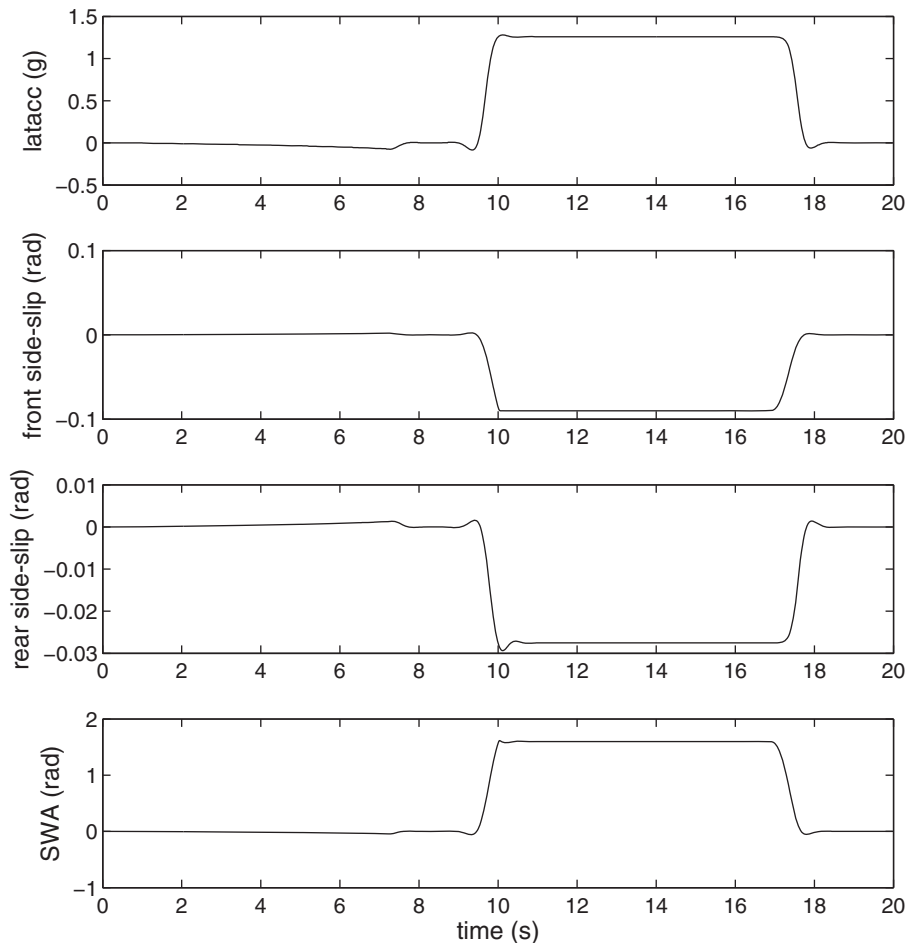 latacc (g)
1.5
1
0.5
0
−0.5
0 2 4 6 8 10 12 14 16 18 20
front side-slip (rad)
0.1
0
−0.1
0 2 4 6 8 10 12 14 16 18 20
rear side-slip (rad)
0.01
0
−0.01
−0.02
−0.03
0 2 4 6 8 10 12 14 16 18 20
SWA (rad)
2
1
0
−1
0 2 4 6 8 10 12 14 16 18 20
time (s)